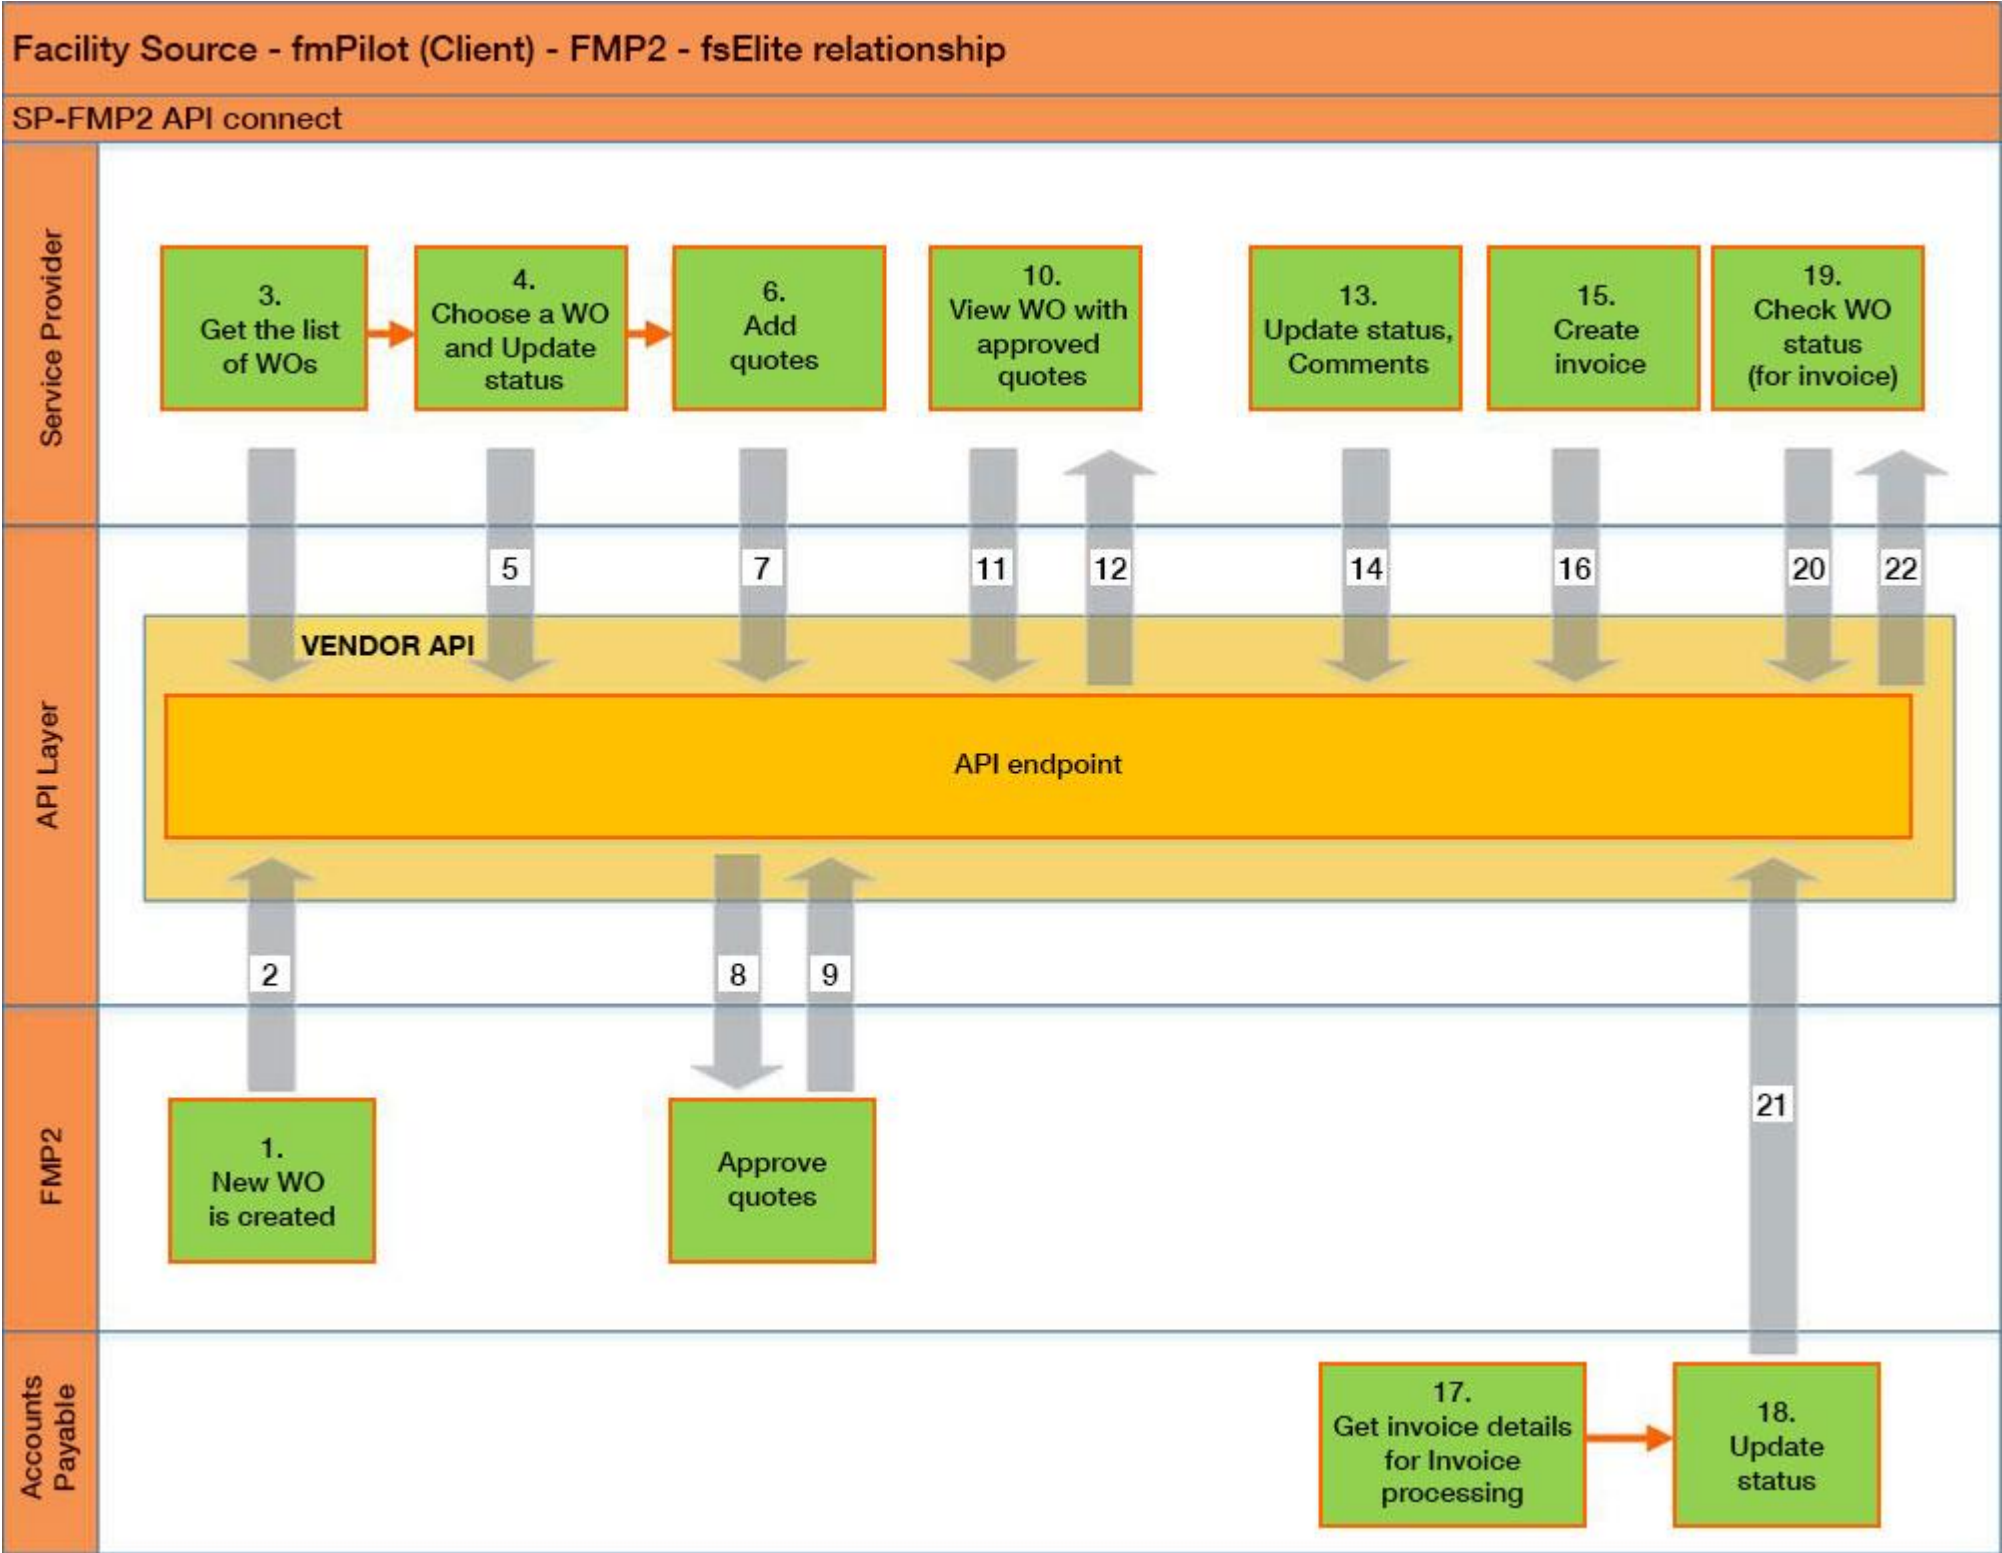 Facility Source - fmPilot (Client) - FMP2 - fsElite relationship
SP-FMP2 API connect
Service Provider
3.
Get the list
of WOs
4.
Choose a WO
and Update
status
6.
Add
quotes
10.
View WO with
approved
quotes
13.
Update status,
Comments
15.
Create
invoice
19.
Check WO
status
(for invoice)
API Layer
5
7
11
12
14
16
20
22
VENDOR API
API endpoint
2
8
9
FMP2
1.
New WO
is created
Approve
quotes
21
Accounts
Payable
17.
Get invoice details
for Invoice
processing
18.
Update
status